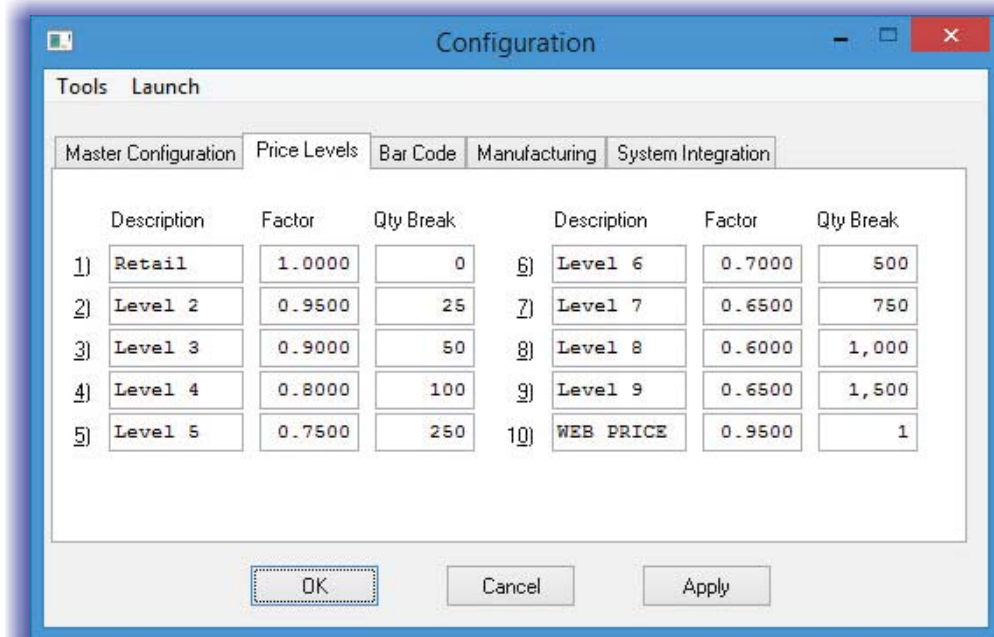 Configuration
Tools Launch
Master Configuration Price Levels Bar Code Manufacturing System Integration
Description Factor Qty Break Description Factor Qty Break
1) Retail 1.0000 0 6) Level 6 0.7000 500
2) Level 2 0.9500 25 7) Level 7 0.6500 750
3) Level 3 0.9000 50 8) Level 8 0.6000 1,000
4) Level 4 0.8000 100 9) Level 9 0.6500 1,500
5) Level 5 0.7500 250 10) WEB PRICE 0.9500 1
OK Cancel Apply